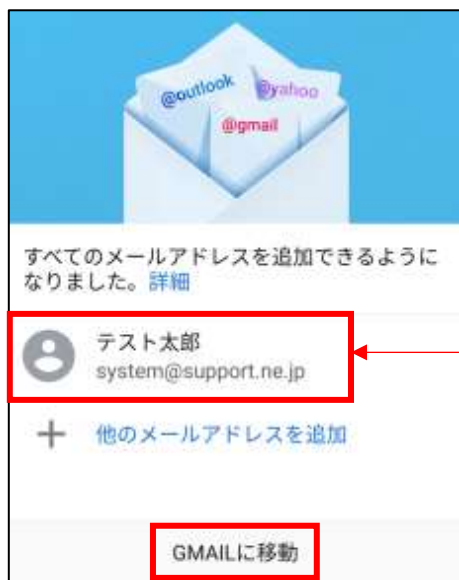 @outlook
@yahoo
@gmail
すべてのメールアドレスを追加できるように
なりました。詳細
テスト太郎
system@support.ne.jp
他のメールアドレスを追加
GMAILに移動